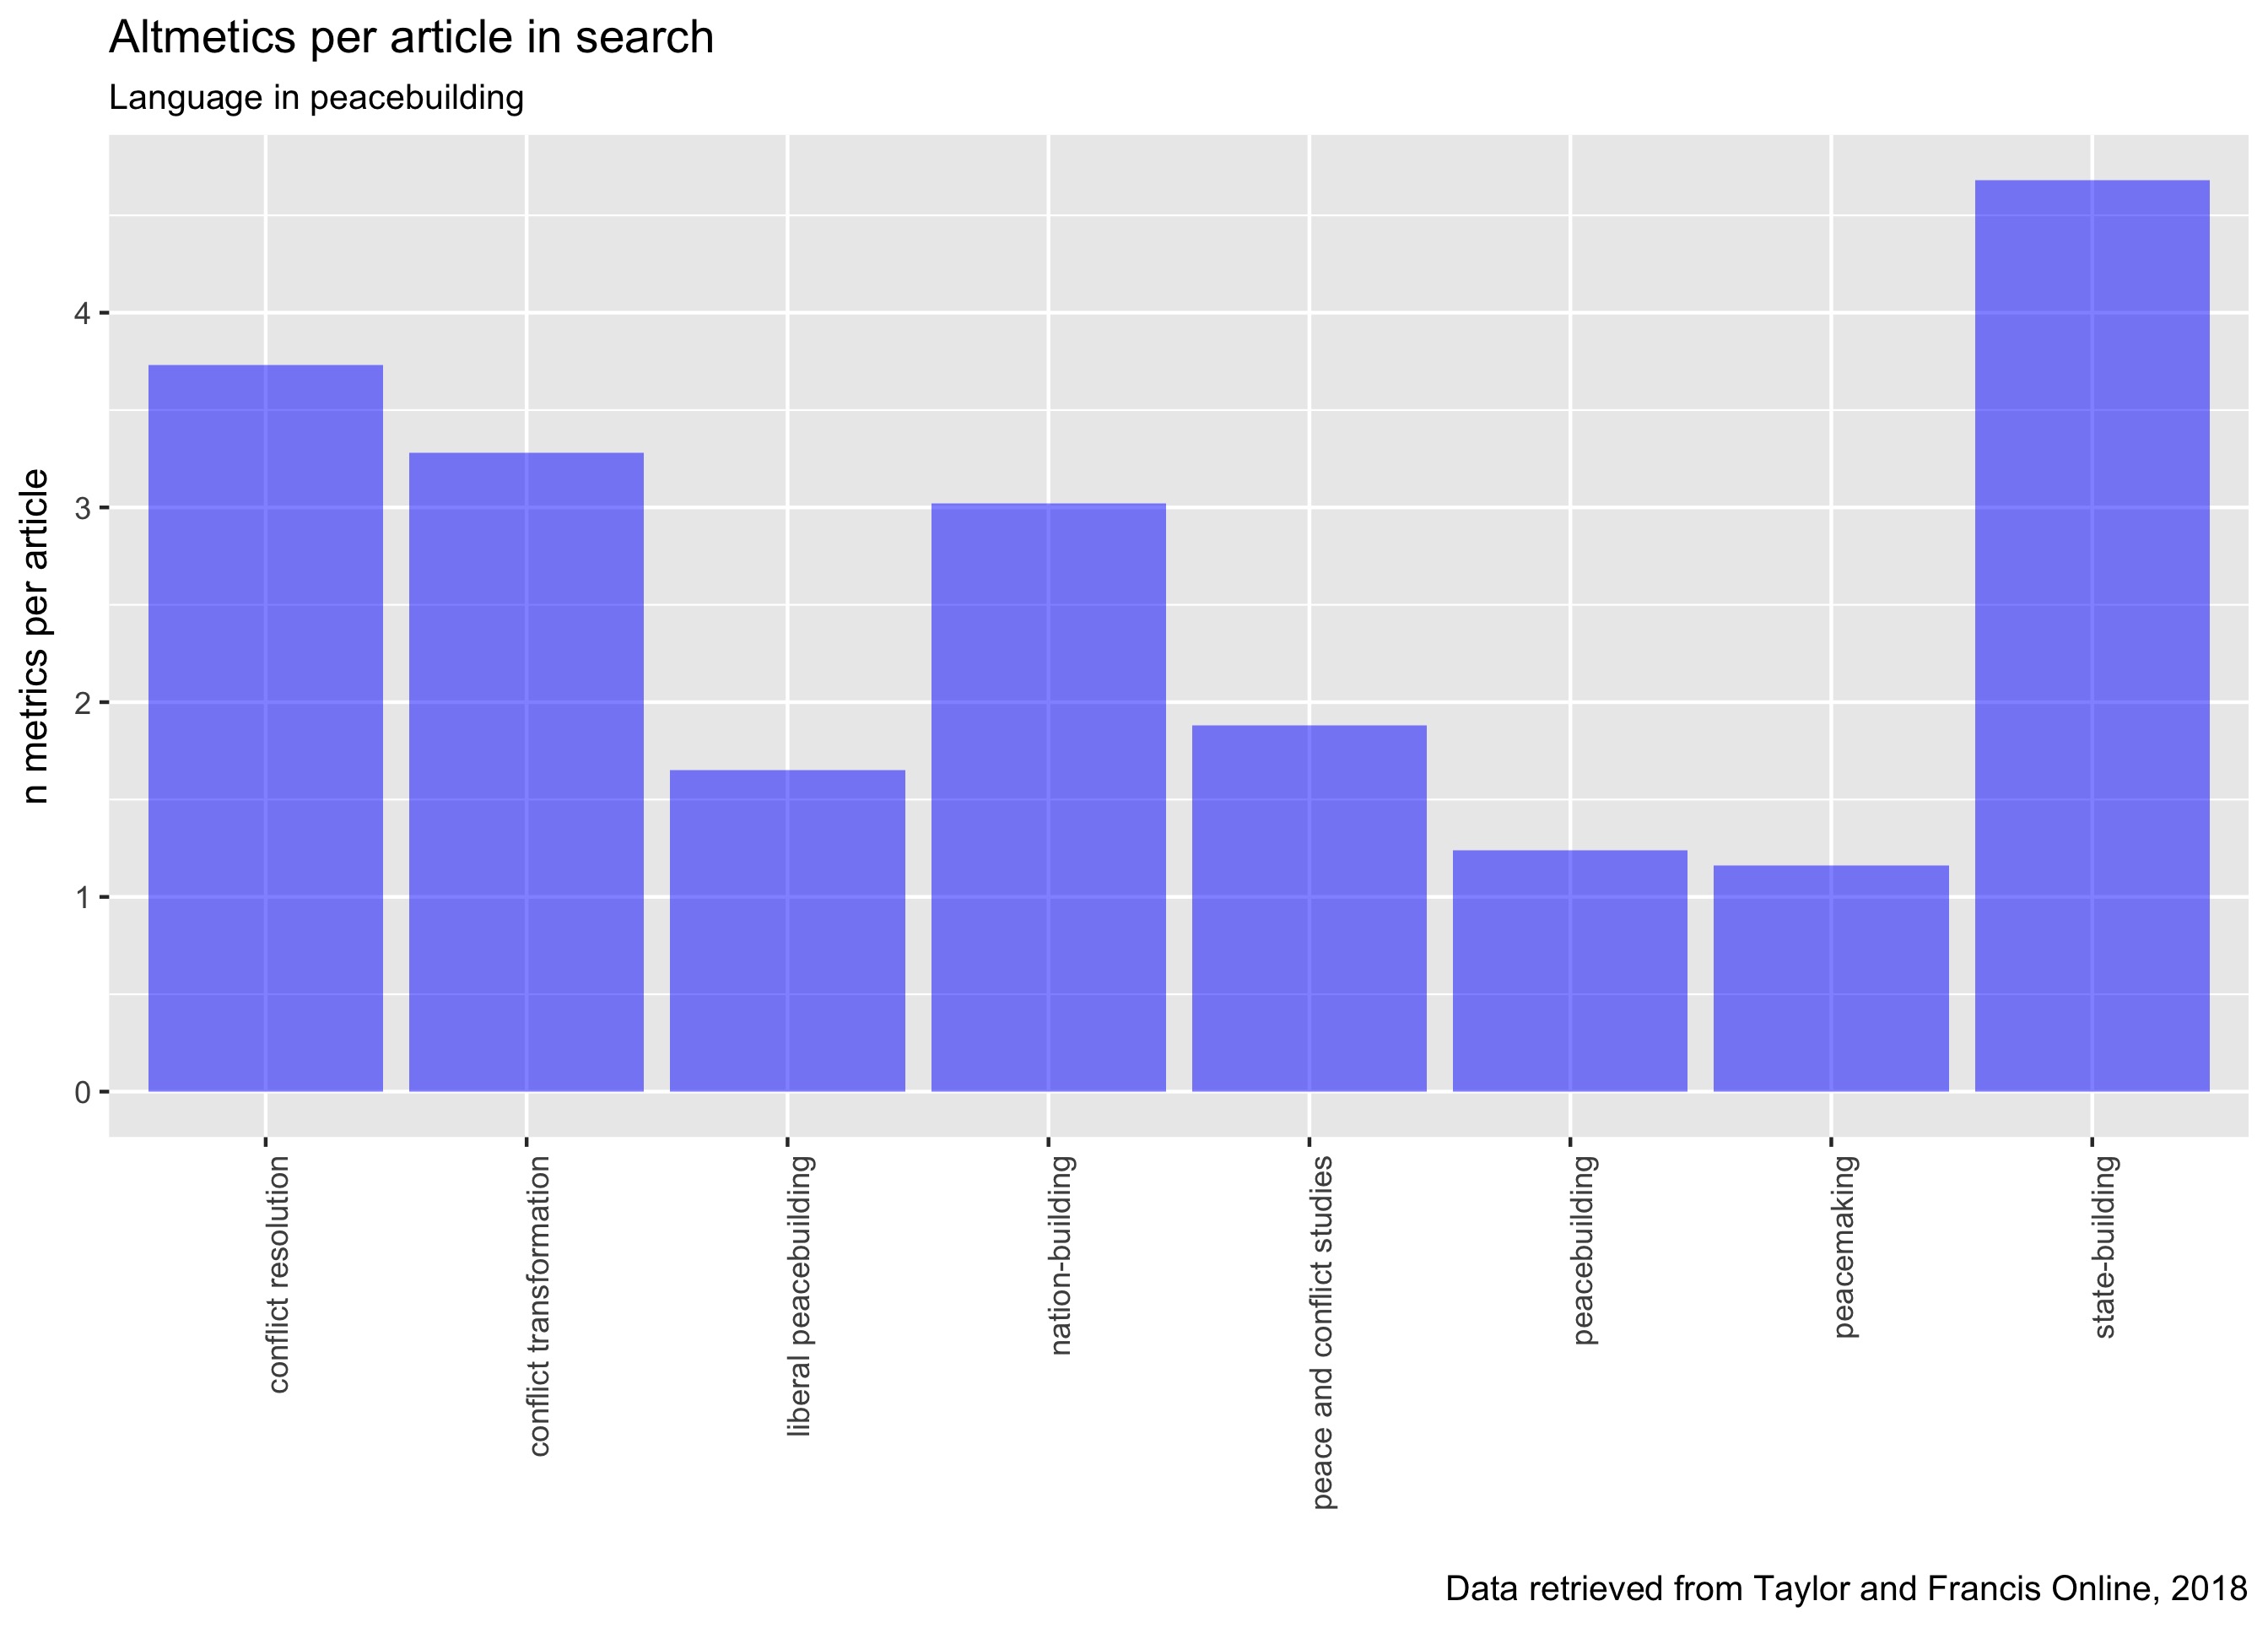 Altmetics per article in search
Language in peacebuilding
n metrics per article
4
3
2
1
0
conflict resolution
conflict transformation
liberal peacebuilding
nation-building
peace and conflict studies
peacebuilding
peacemaking
state-building
Data retrieved from Taylor and Francis Online, 2018